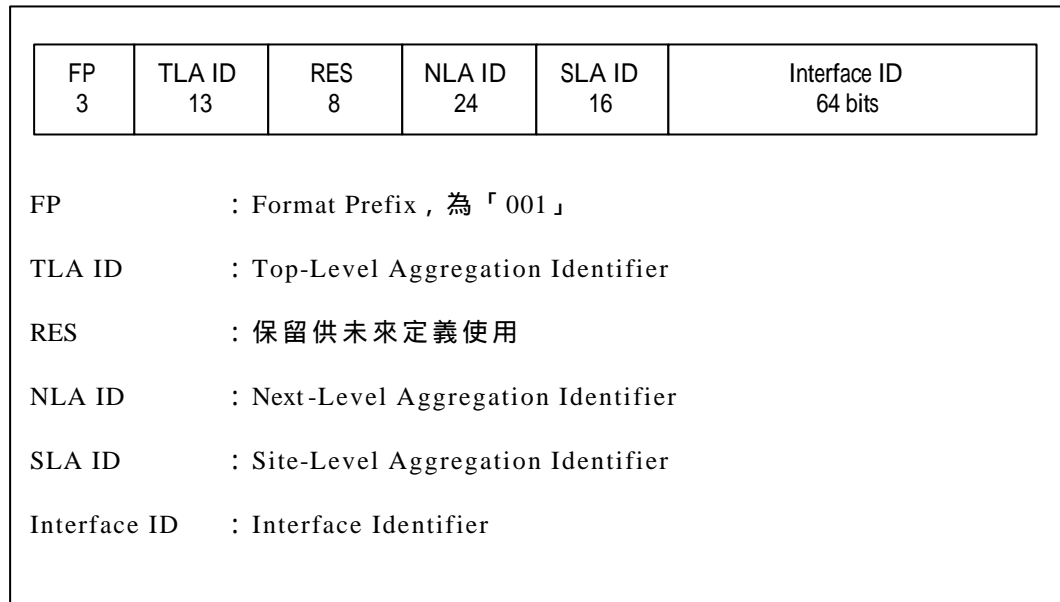 FP TLA ID RES NLA ID SLA ID Interface ID
3 13 8 24 16 64 bits
FP : Format Prefix，為「001」
TLA ID : Top-Level Aggregation Identifier
RES : 保留供未來定義使用
NLA ID : Next-Level Aggregation Identifier
SLA ID : Site-Level Aggregation Identifier
Interface ID : Interface Identifier